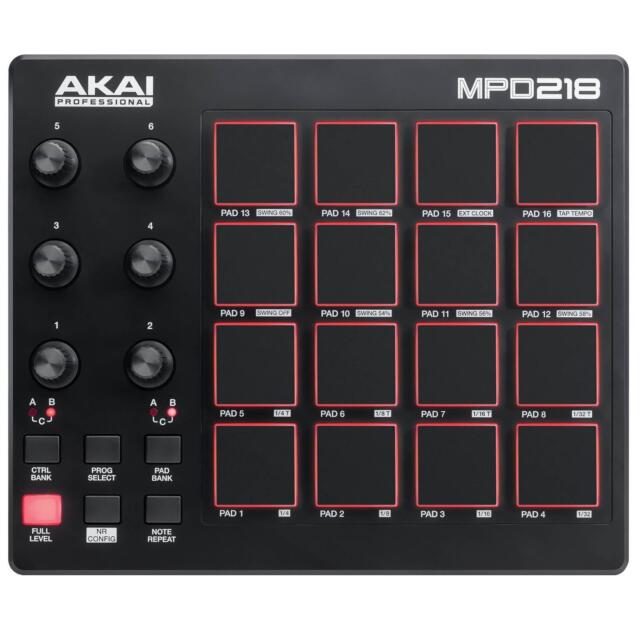 AKAI
PROFESSIONAL
MPD218
5 6
PAD 13 SWING 60% PAD 14 SWING 62% PAD 15 EXT CLOCK PAD 16 TAP TEMPO
3 4
PAD 9 SWING OFF PAD 10 SWING 54% PAD 11 SWING 56% PAD 12 SWING 58%
1 2
A B A B
C C
PAD 5 1/4 T PAD 6 1/8 T PAD 7 1/16 T PAD 8 1/32 T
CTRL BANK
PROG SELECT
PAD BANK
PAD 1 1/4 PAD 2 1/8 PAD 3 1/16 PAD 4 1/32
FULL LEVEL
NR CONFIG
NOTE REPEAT